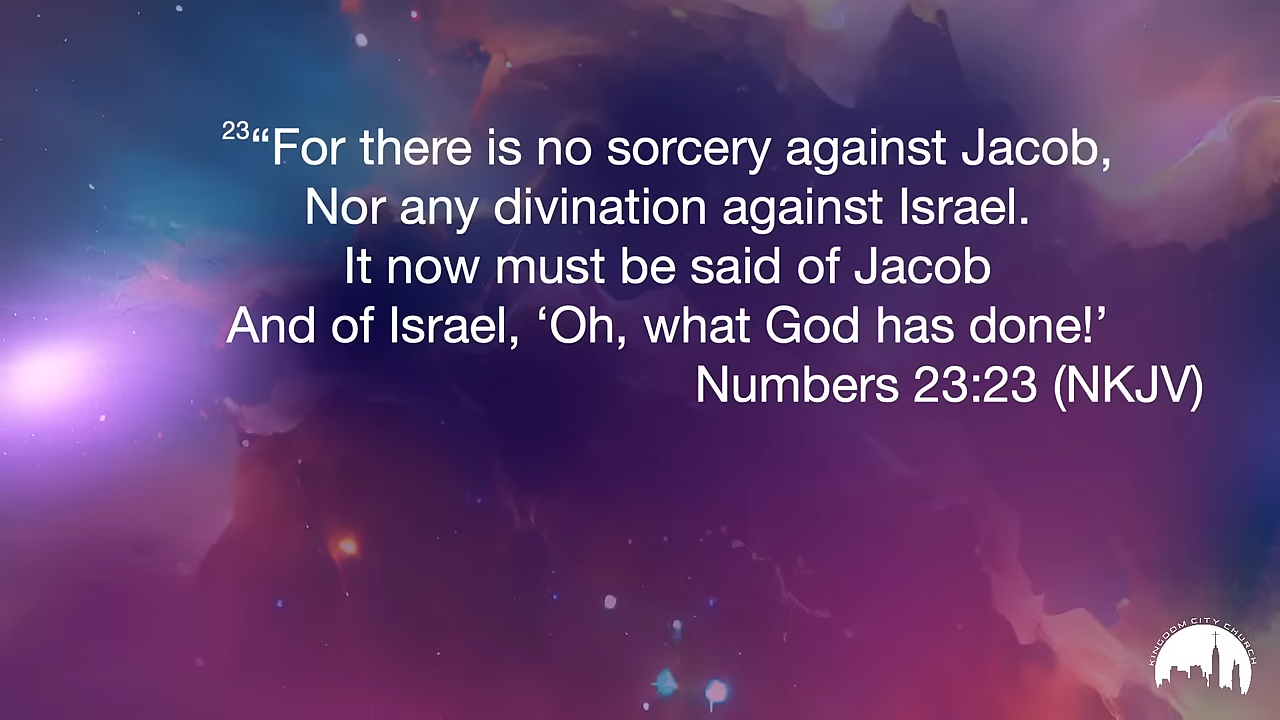 23“For there is no sorcery against Jacob,
Nor any divination against Israel.
It now must be said of Jacob
And of Israel, ‘Oh, what God has done!’
Numbers 23:23 (NKJV)
KINGDOM CITY CHURCH